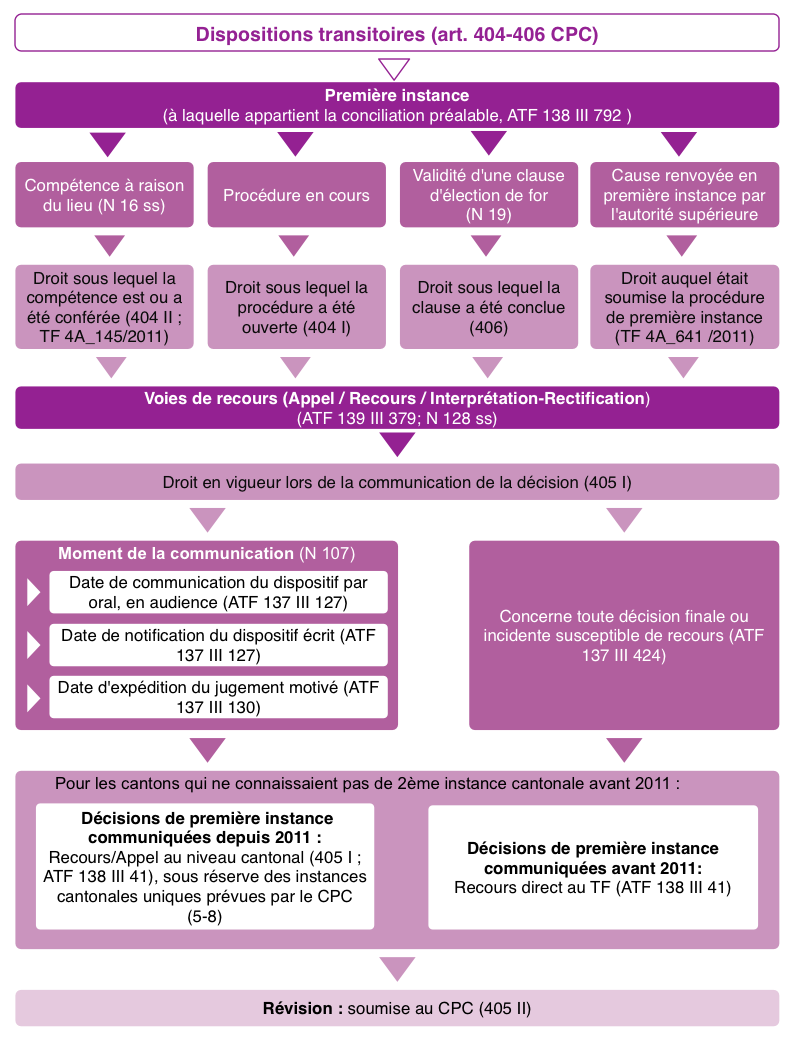 Dispositions transitoires (art. 404-406 CPC)
Première instance
(à laquelle appartient la conciliation préalable, ATF 138 III 792 )
Compétence à raison
du lieu (N 16 ss)
Procédure en cours
Validité d'une clause
d'élection de for
(N 19)
Cause renvoyée en
première instance par
l'autorité supérieure
Droit sous lequel la
compétence est ou a
été conférée (404 II ;
TF 4A_145/2011)
Droit sous lequel la
procédure a été
ouverte (404 I)
Droit sous lequel la
clause a été conclue
(406)
Droit auquel était
soumise la procédure
de première instance
(TF 4A_641 /2011)
Voies de recours (Appel / Recours / Interprétation-Rectification)
(ATF 139 III 379; N 128 ss)
Droit en vigueur lors de la communication de la décision (405 I)
Moment de la communication (N 107)
Date de communication du dispositif par
oral, en audience (ATF 137 III 127)
Date de notification du dispositif écrit (ATF
137 III 127)
Date d'expédition du jugement motivé (ATF
137 III 130)
Concerne toute décision finale ou
incidente susceptible de recours (ATF
137 III 424)
Pour les cantons qui ne connaissaient pas de 2ème instance cantonale avant 2011 :
Décisions de première instance
communiquées depuis 2011 :
Recours/Appel au niveau cantonal (405 I ;
ATF 138 III 41), sous réserve des instances
cantonales uniques prévues par le CPC
(5-8)
Décisions de première instance
communiquées avant 2011:
Recours direct au TF (ATF 138 III 41)
Révision : soumise au CPC (405 II)